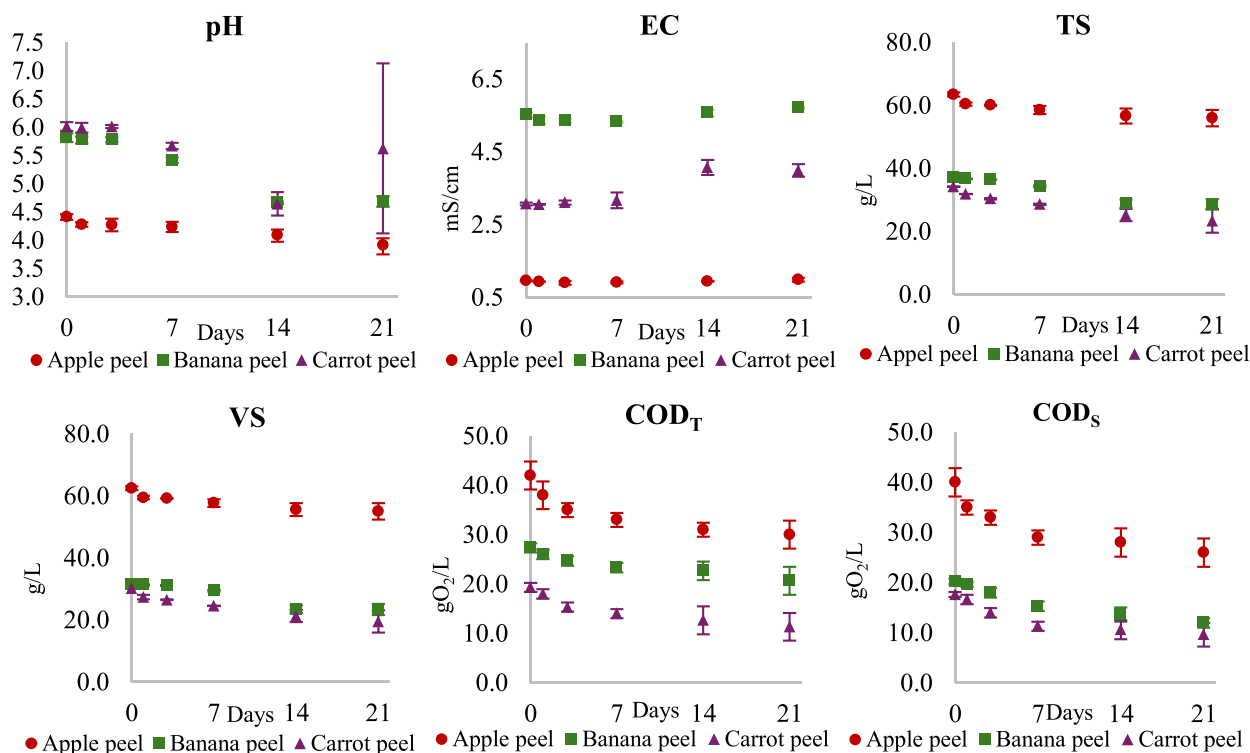 pH
7.5
7.0
6.5
6.0
5.5
5.0
4.5
4.0
3.5
3.0
0 7 14 21
Days
Apple peel Banana peel Carrot peel
EC
6.5
4.5
2.5
0.5
mS/cm
0 7 14 21
Days
Apple peel Banana peel Carrot peel
TS
80.0
60.0
40.0
20.0
0.0
g/L
0 7 Days 14 21
Appel peel Banana peel Carrot peel
VS
80.0
60.0
40.0
20.0
0.0
g/L
0 7 Days 14 21
Apple peel Banana peel Carrot peel
COD_T
50.0
40.0
30.0
20.0
10.0
0.0
gO₂/L
0 7 Days 14 21
Apple peel Banana peel Carrot peel
COD_S
50.0
40.0
30.0
20.0
10.0
0.0
gO₂/L
0 7 Days 14 21
Apple peel Banana peel Carrot peel